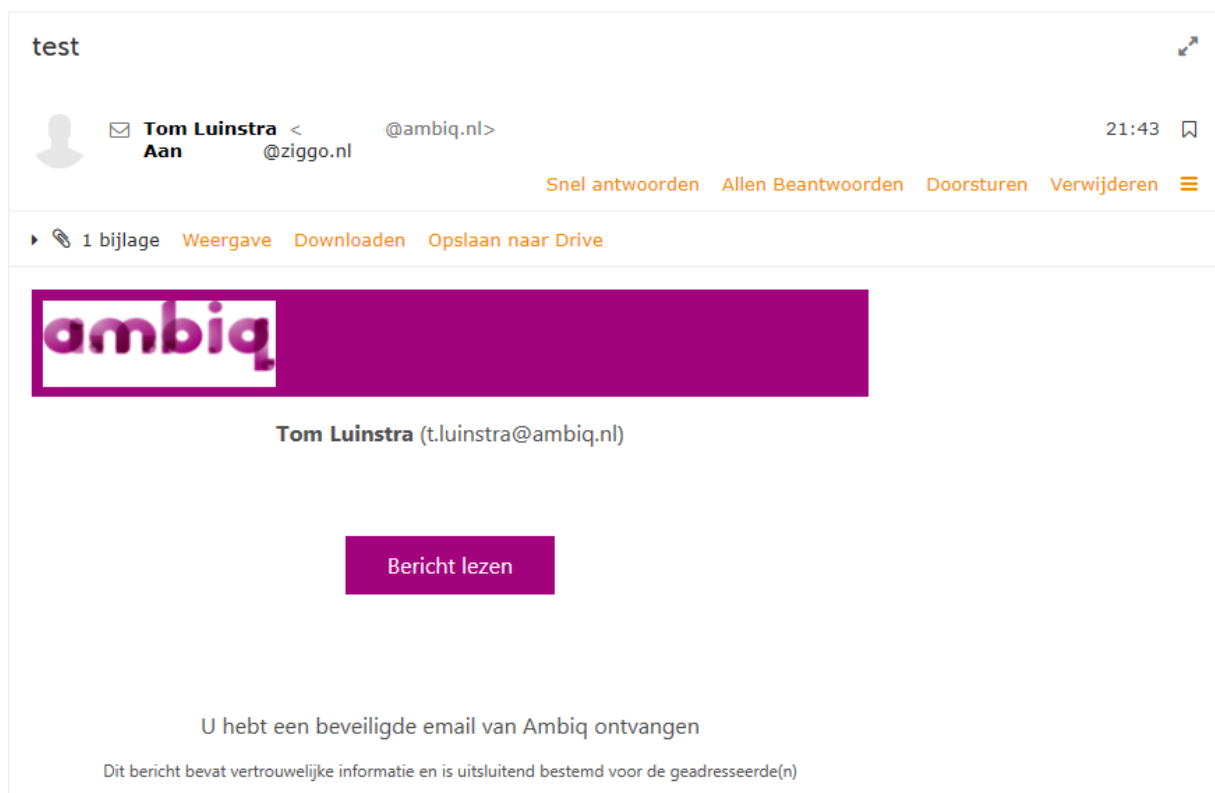 test
Tom Luinstra < @ambiq.nl> 21:43
Aan @ziggo.nl
Snel antwoorden Allen Beantwoorden Doorsturen Verwijderen
1 bijlage Weergave Downloaden Opslaan naar Drive
ambiq
Tom Luinstra (t.luinstra@ambiq.nl)
Bericht lezen
U hebt een beveiligde email van Ambiq ontvangen
Dit bericht bevat vertrouwelijke informatie en is uitsluitend bestemd voor de geadresseerde(n)